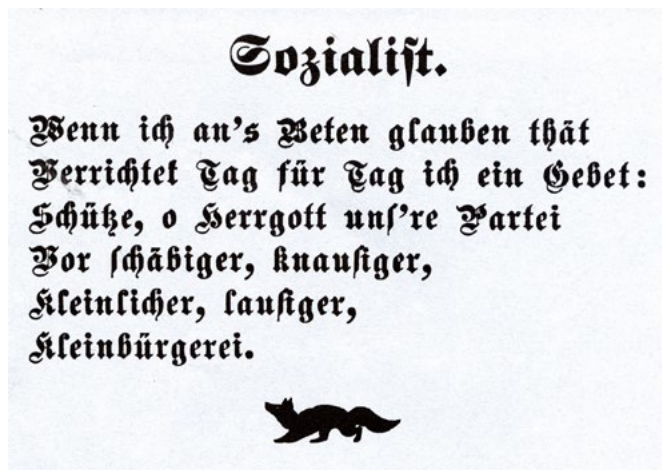 Sozialist.
Wenn ich an's Beten glauben thät
Verrichtet Tag für Tag ich ein Gebet:
Schütze, o Herrgott uns're Partei
Vor schäbiger, knausiger,
Kleinlicher, lausiger,
Kleinbürgerei.